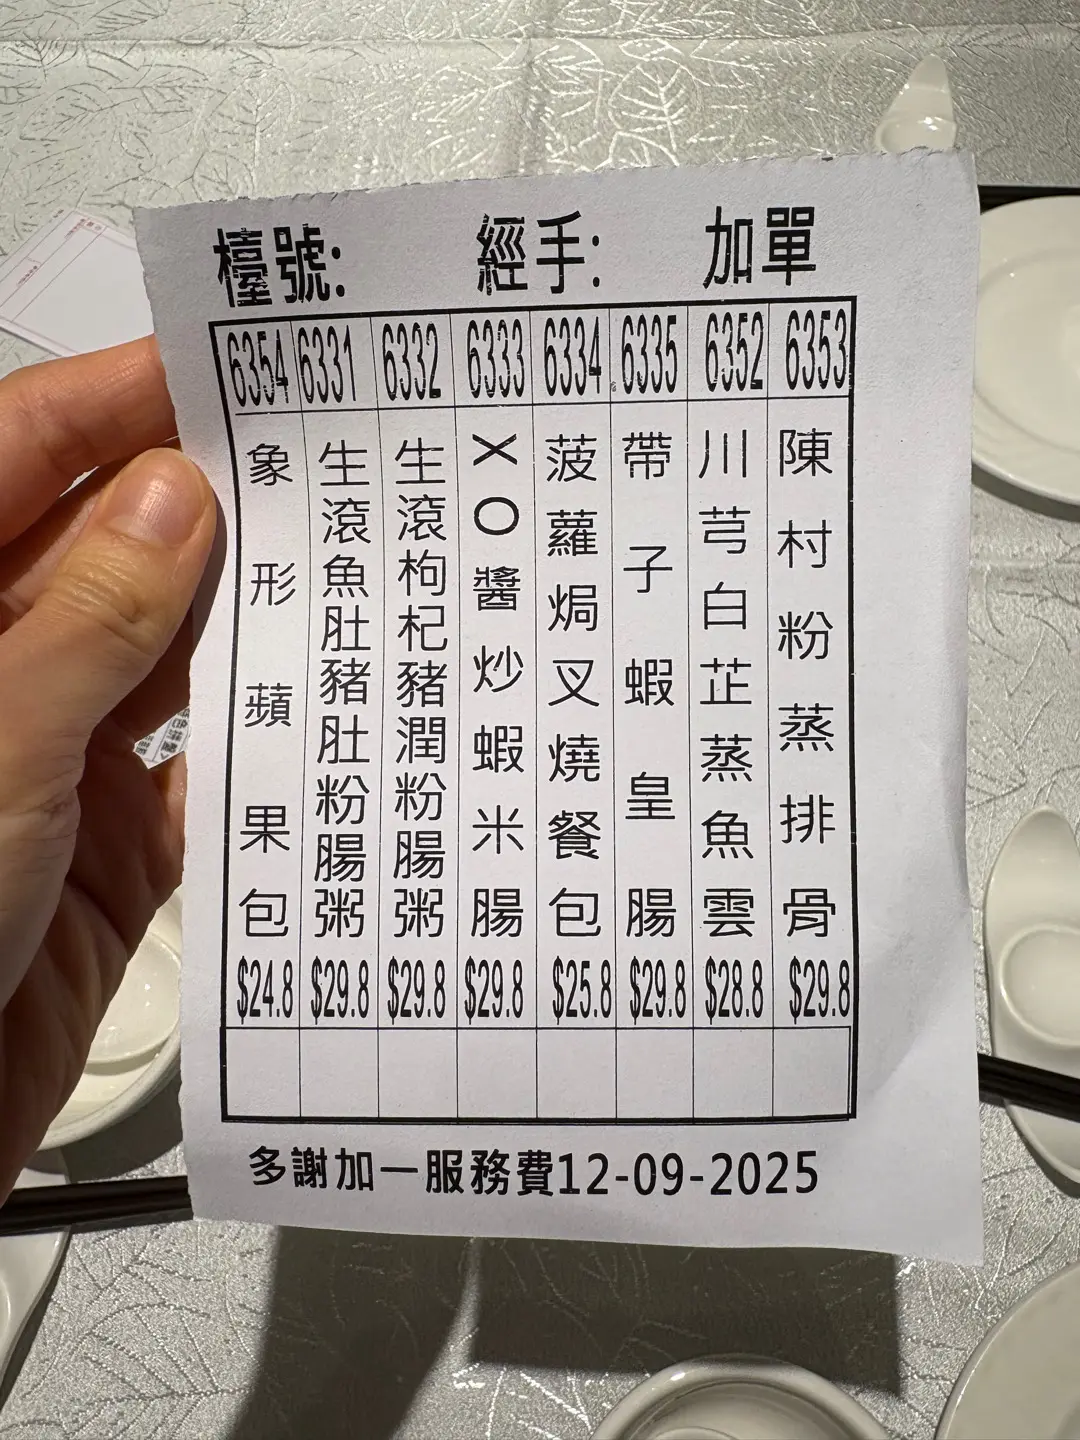 檯號: 經手: 加單
6354 6331 6332 6333 6334 6335 6352 6353
象形蘋果包
生滾魚肚豬肚粉腸粥
生滾枸杞豬潤粉腸粥
XO醬炒蝦米腸
菠蘿焗叉燒餐包
帶子蝦皇腸
川芎白芷蒸魚雲
陳村粉蒸排骨
$24.8 $29.8 $29.8 $29.8 $25.8 $29.8 $28.8 $29.8
多謝加一服務費12-09-2025